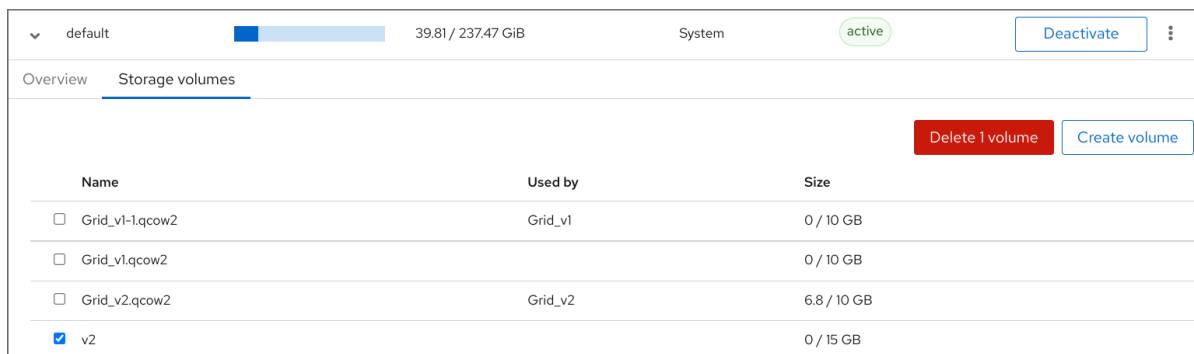 default 39.81 / 237.47 GiB System active Deactivate
Overview Storage volumes
Delete 1 volume Create volume
Name Used by Size
Grid_v1-1.qcow2 Grid_v1 0 / 10 GB
Grid_v1.qcow2 0 / 10 GB
Grid_v2.qcow2 Grid_v2 6.8 / 10 GB
v2 0 / 15 GB